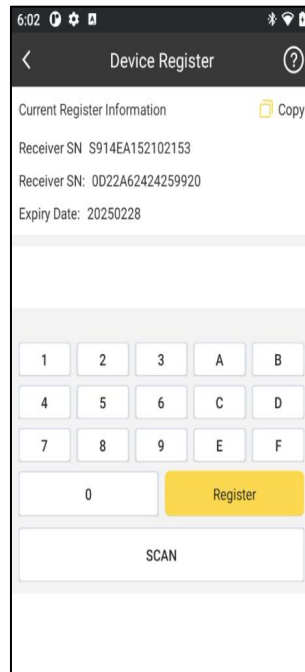 6:02
Device Register
Current Register Information Copy
Receiver SN S914EA152102153
Receiver SN: 0D22A62424259920
Expiry Date: 20250228
1 2 3 A B
4 5 6 C D
7 8 9 E F
0 Register
SCAN